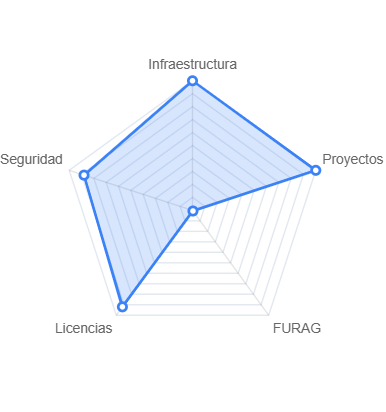 Infraestructura
Seguridad
Proyectos
Licencias
FURAG